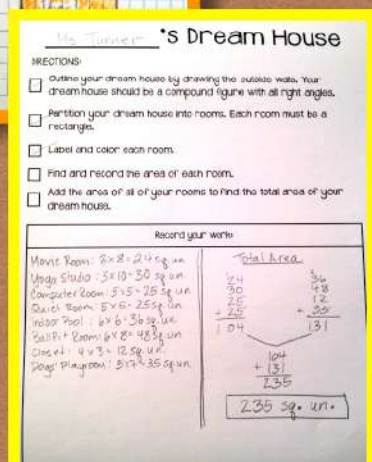 Ms Turner 's Dream House
DIRECTIONS:
Outline your dream house by drawing the outside walls. Your
dream house should be a compound figure with all right angles.
Partition your dream house into rooms. Each room must be a
rectangle.
Label and color each room.
Find and record the area of each room.
Add the area of all of your rooms to find the total area of your
dream house.
Record your work:
Movie Room: 3×8=24 sq. un
Yoga Studio: 3×10=30 sq. un
Computer Room: 5×5=25 sq. un
Quiet Room: 5×5=25 sq. un
Indoor Pool: 6×6=36 sq. un
Ball Pit Room: 6×8=48 sq. un
Closet: 4×3=12 sq. un.
Dogs' Playroom: 5×7=35 sq. un
Total Area
24
30
25
+ 25
104
36
48
12
+ 35
131
104
+ 131
235
235 sq. un.